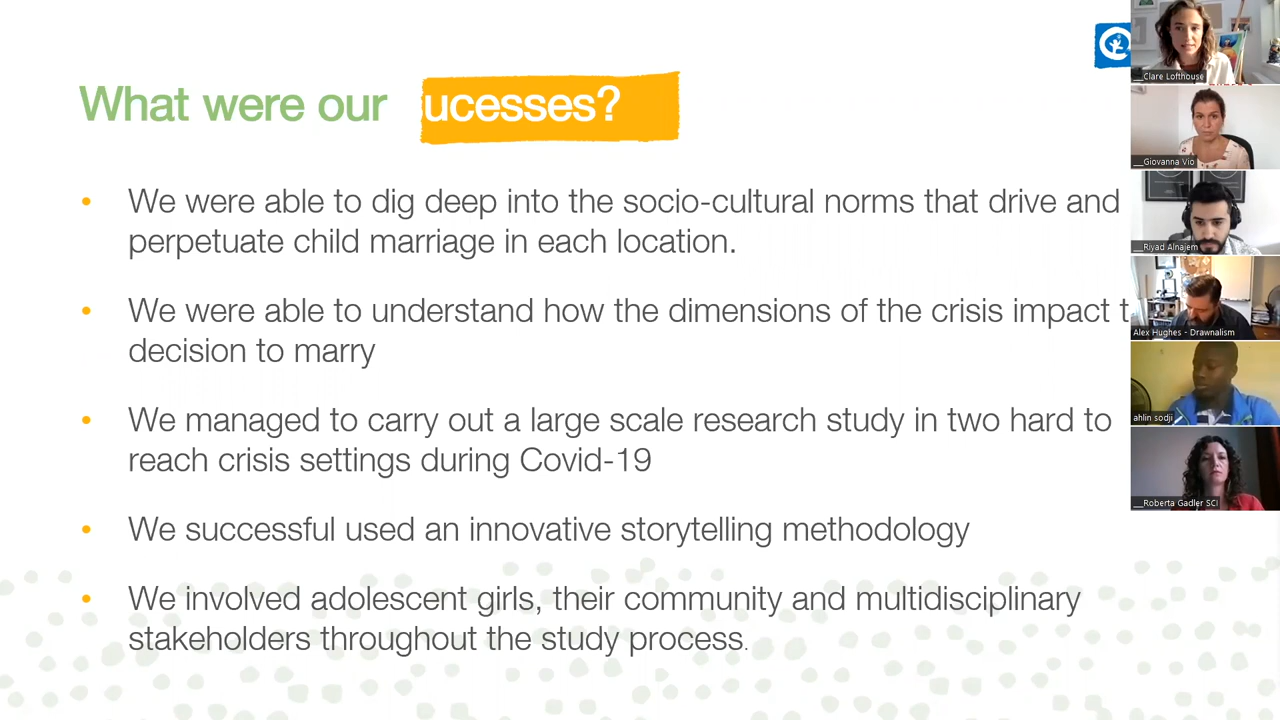 What were our ucesses?
• We were able to dig deep into the socio-cultural norms that drive and
perpetuate child marriage in each location.
• We were able to understand how the dimensions of the crisis impact t
decision to marry
• We managed to carry out a large scale research study in two hard to
reach crisis settings during Covid-19
• We successful used an innovative storytelling methodology
• We involved adolescent girls, their community and multidisciplinary
stakeholders throughout the study process.
__Clare Lofthouse
__Giovanna Vio
__Riyad Alnajem
Alex Hughes - Drawnalism
ahlin sodji
__Roberta Gadler SCI